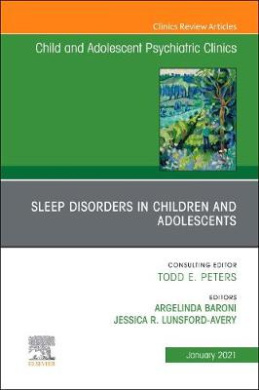 Clinics Review Articles
Child and Adolescent Psychiatric Clinics
SLEEP DISORDERS IN CHILDREN AND
ADOLESCENTS
CONSULTING EDITOR
TODD E. PETERS
EDITORS
ARGELINDA BARONI
JESSICA R. LUNSFORD-AVERY
ELSEVIER
January 2021